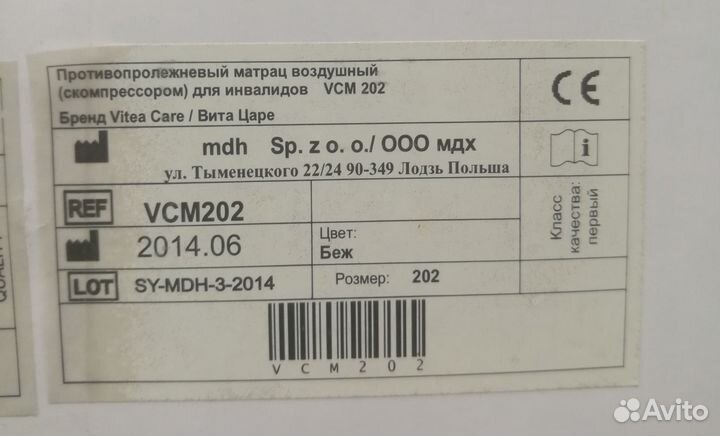 Противопролежневый матрац воздушный
(скомпрессором) для инвалидов VCM 202
Бренд Vitea Care / Вита Царе
CE
mdh Sp. z o. o./ ООО мдх
ул. Тыменецкого 22/24 90-349 Лодзь Польша
i
REF VCM202
2014.06
Цвет:
Беж
Класс
качества:
первый
LOT SY-MDH-3-2014
Размер: 202
VCM202
QUALITY
Avito